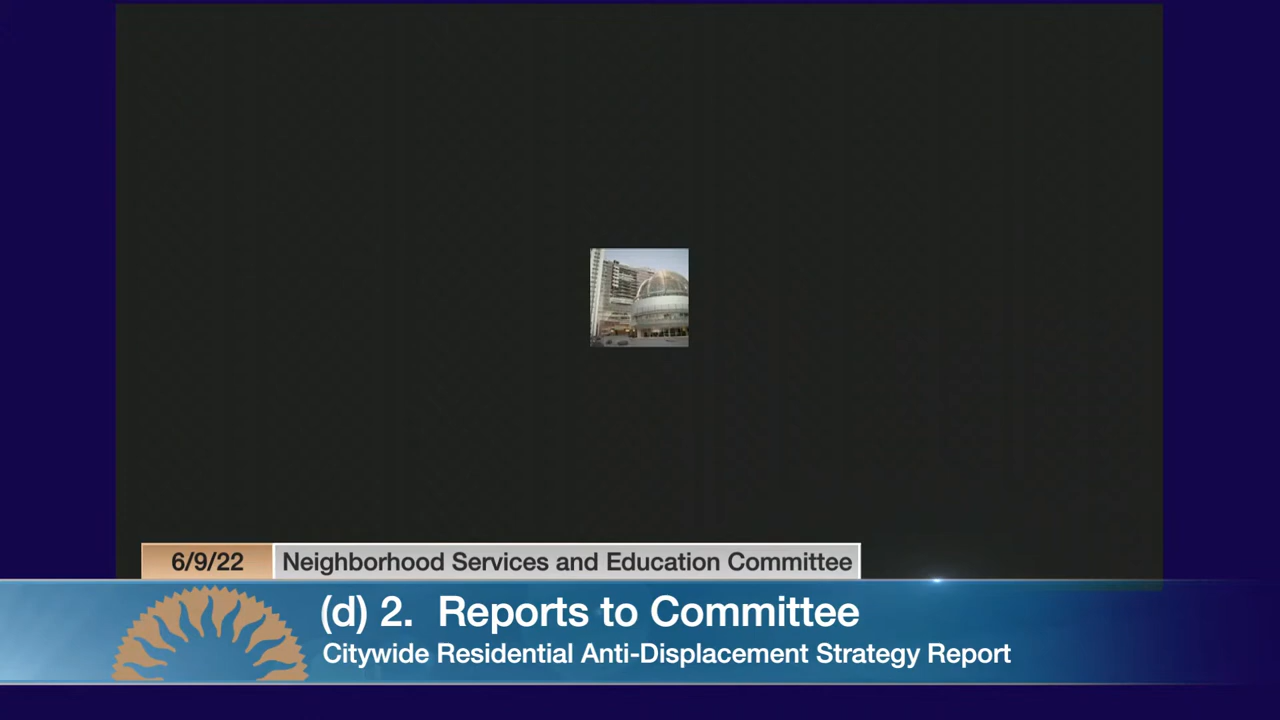 6/9/22 Neighborhood Services and Education Committee
(d) 2. Reports to Committee
Citywide Residential Anti-Displacement Strategy Report